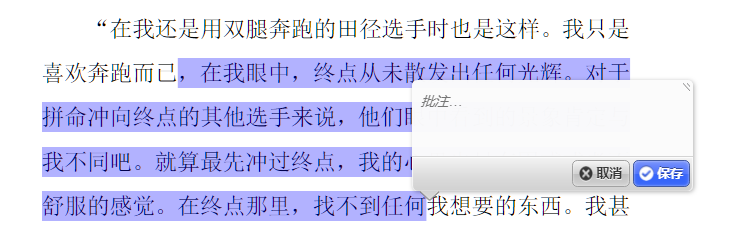 “在我还是用双腿奔跑的田径选手时也是这样。我只是
喜欢奔跑而已，在我眼中，终点从未散发出任何光辉。对于
批注…
拼命冲向终点的其他选手来说，他们
我不同吧。就算最先冲过终点，我的
取消 保存
舒服的感觉。在终点那里，找不到任何我想要的东西。我甚